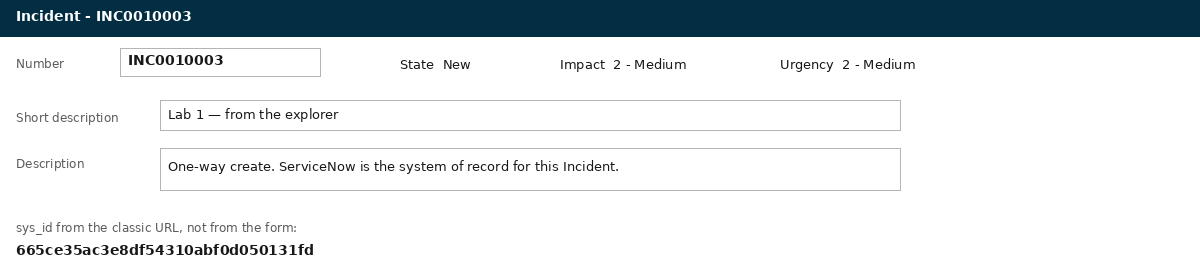 Incident - INC0010003
Number INC0010003 State New Impact 2 - Medium Urgency 2 - Medium
Short description Lab 1 — from the explorer
Description One-way create. ServiceNow is the system of record for this Incident.
sys_id from the classic URL, not from the form:
665ce35ac3e8df54310abf0d050131fd